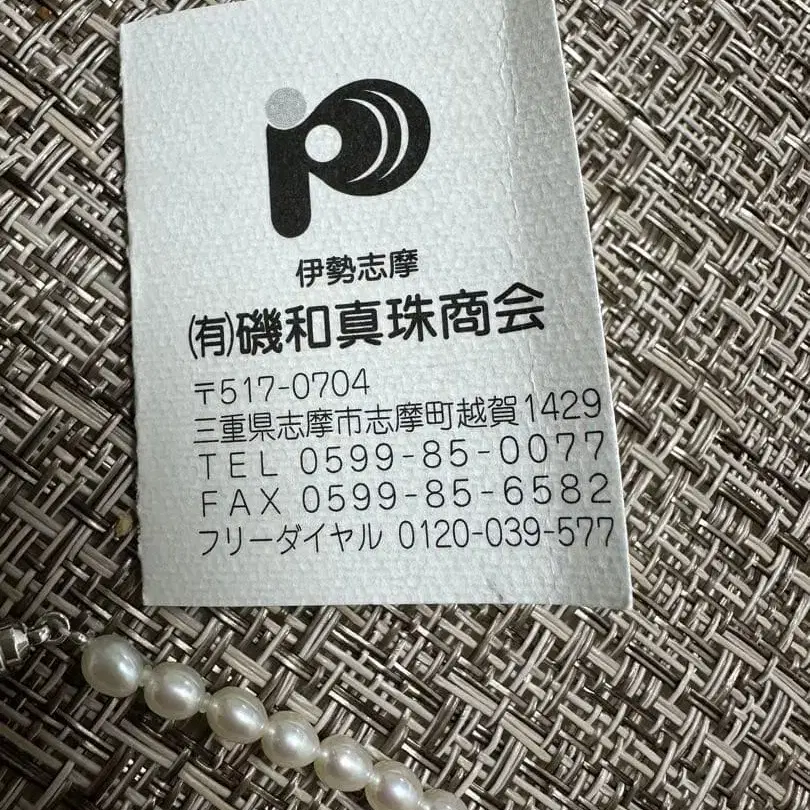 伊勢志摩
(有)磯和真珠商会
〒517-0704
三重県志摩市志摩町越賀1429
TEL 0599-85-0077
FAX 0599-85-6582
フリーダイヤル 0120-039-577